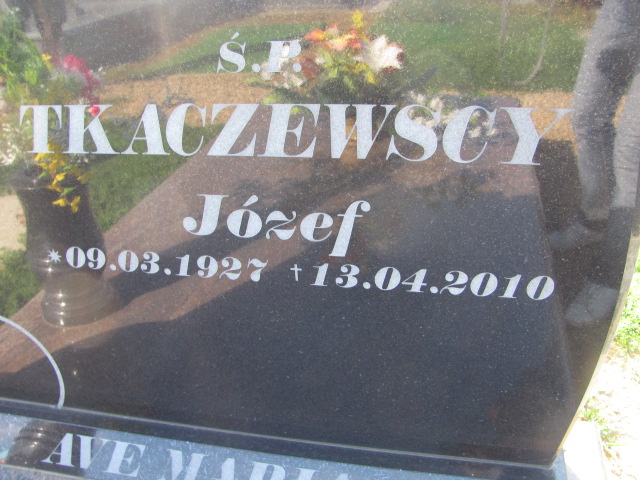 Ś.P.
TKACZEWSCY
Józef
*09.03.1927 †13.04.2010
AVE MARIA